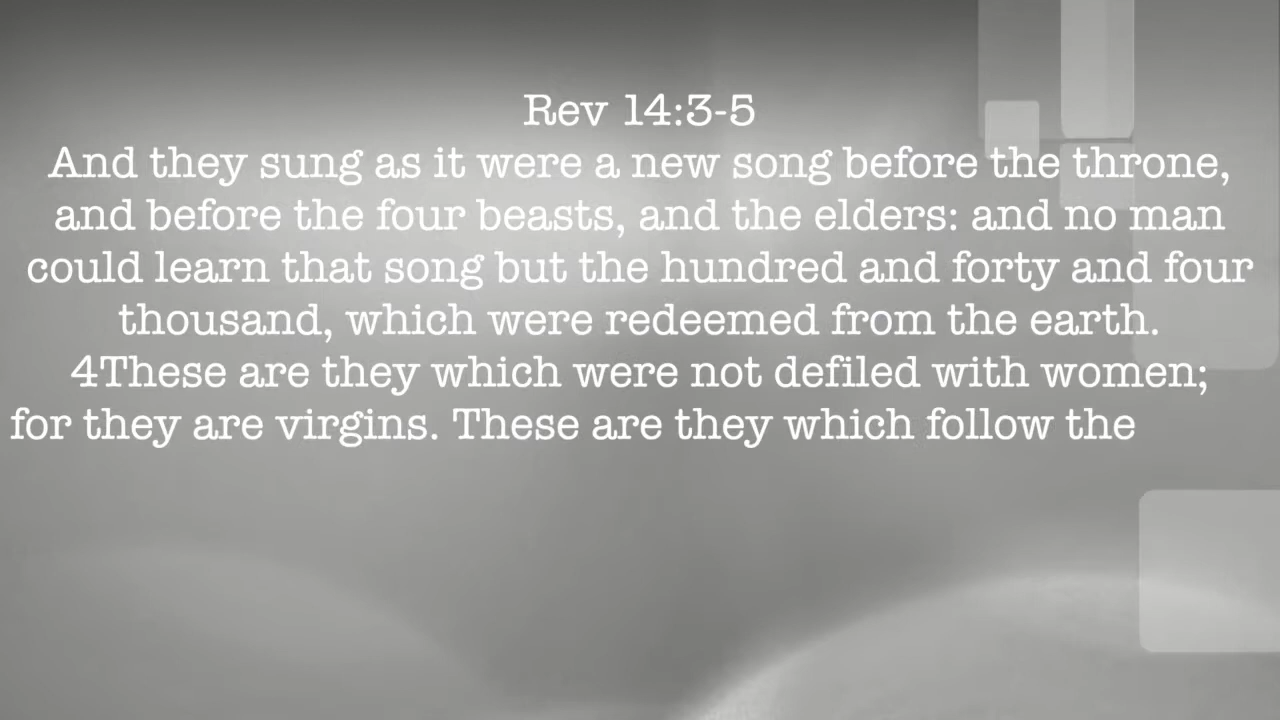 Rev 14:3-5
And they sung as it were a new song before the throne,
and before the four beasts, and the elders: and no man
could learn that song but the hundred and forty and four
thousand, which were redeemed from the earth.
4These are they which were not defiled with women;
for they are virgins. These are they which follow the